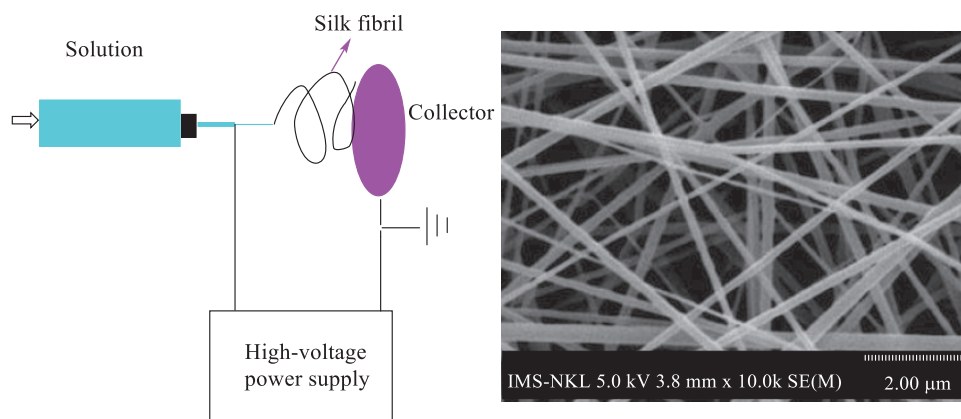 Silk fibril
Solution
Collector
High-voltage
power supply
IMS-NKL 5.0 kV 3.8 mm x 10.0k SE(M)
2.00 μm